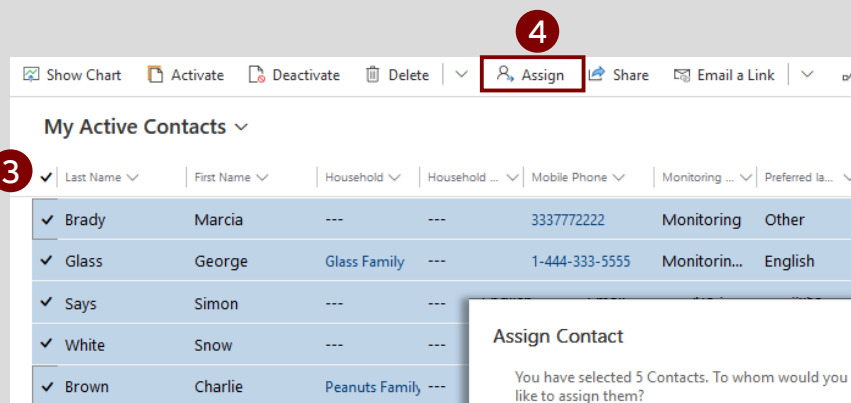 4
Show Chart Activate Deactivate Delete Assign Share Email a Link
My Active Contacts
3
Last Name First Name Household Household ... Mobile Phone Monitoring ... Preferred la...
Brady Marcia --- --- 3337772222 Monitoring Other
Glass George Glass Family --- 1-444-333-5555 Monitorin... English
Says Simon --- ---
White Snow --- ---
Brown Charlie Peanuts Family ---
Assign Contact
You have selected 5 Contacts. To whom would you
like to assign them?